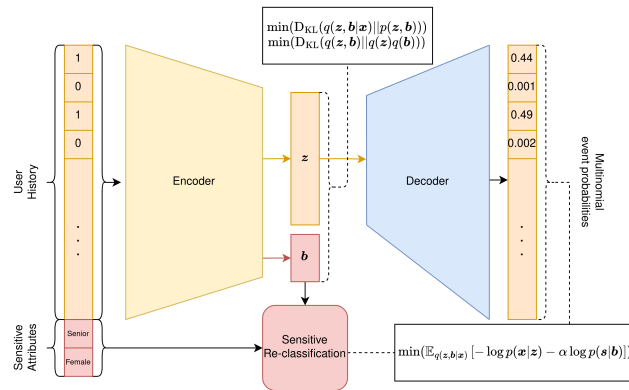 min(D_KL(q(z, b|x)||p(z, b)))
min(D_KL(q(z, b)||q(z)q(b)))
User
History
1
0
1
0
.
.
.
Encoder
z
b
Decoder
0.44
0.001
0.49
0.002
.
.
.
Multinomial
event probabilities
Sensitive
Attributes
Senior
Female
Sensitive
Re-classification
min(𝔼_q(z,b|x) [− log p(x|z) − α log p(s|b)])